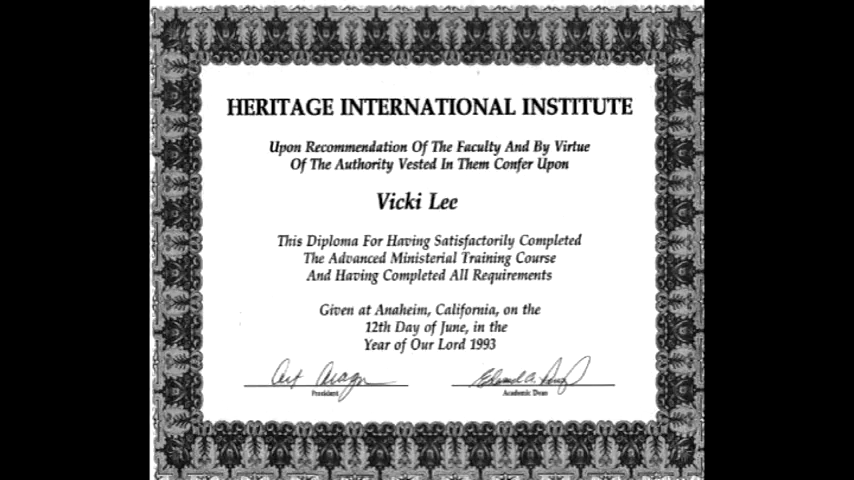 HERITAGE INTERNATIONAL INSTITUTE
Upon Recommendation Of The Faculty And By Virtue
Of The Authority Vested In Them Confer Upon
Vicki Lee
This Diploma For Having Satisfactorily Completed
The Advanced Ministerial Training Course
And Having Completed All Requirements
Given at Anaheim, California, on the
12th Day of June, in the
Year of Our Lord 1993
Art Aragon
President
Academic Dean